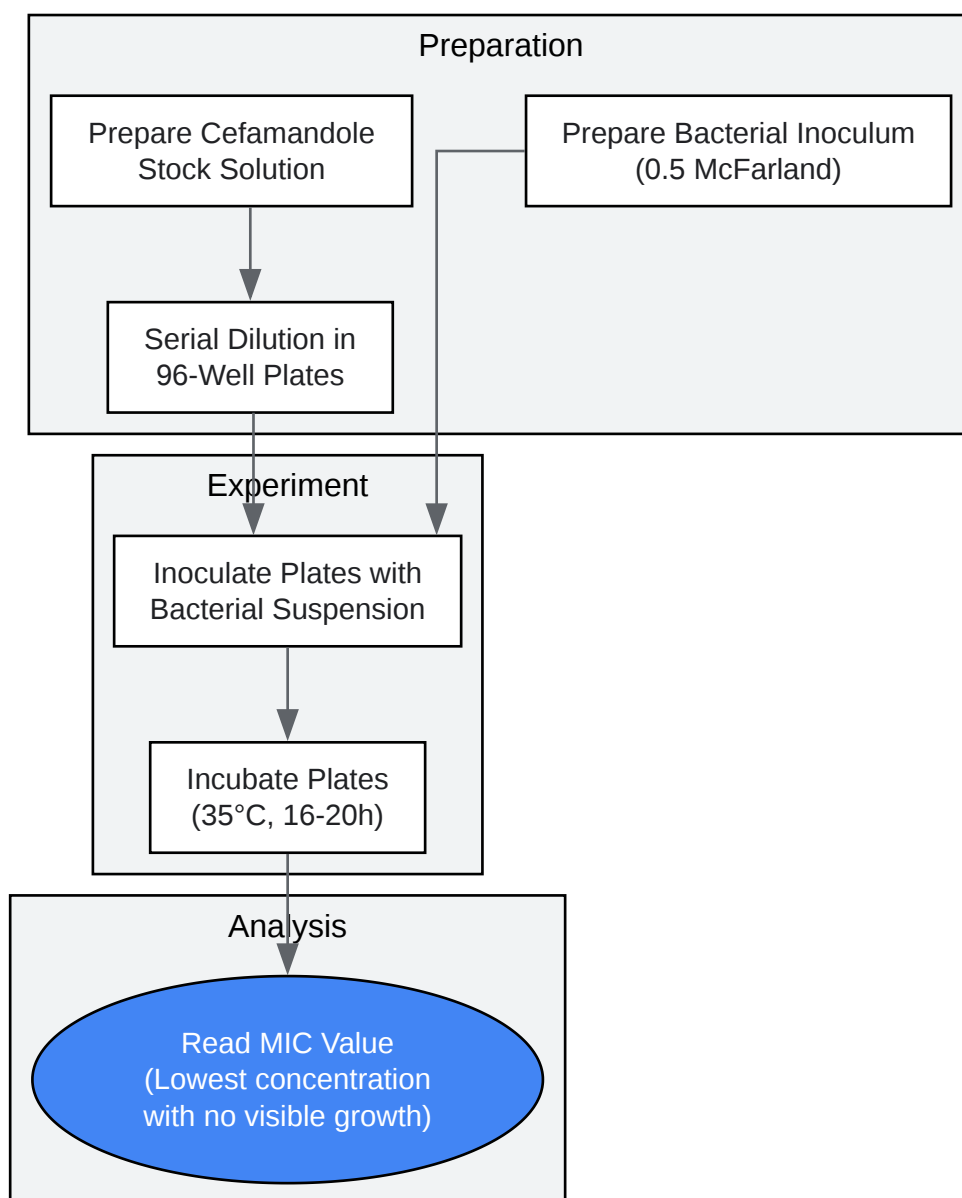 Preparation
Prepare Cefamandole
Stock Solution
Prepare Bacterial Inoculum
(0.5 McFarland)
Serial Dilution in
96-Well Plates
Experiment
Inoculate Plates with
Bacterial Suspension
Incubate Plates
(35°C, 16-20h)
Analysis
Read MIC Value
(Lowest concentration
with no visible growth)